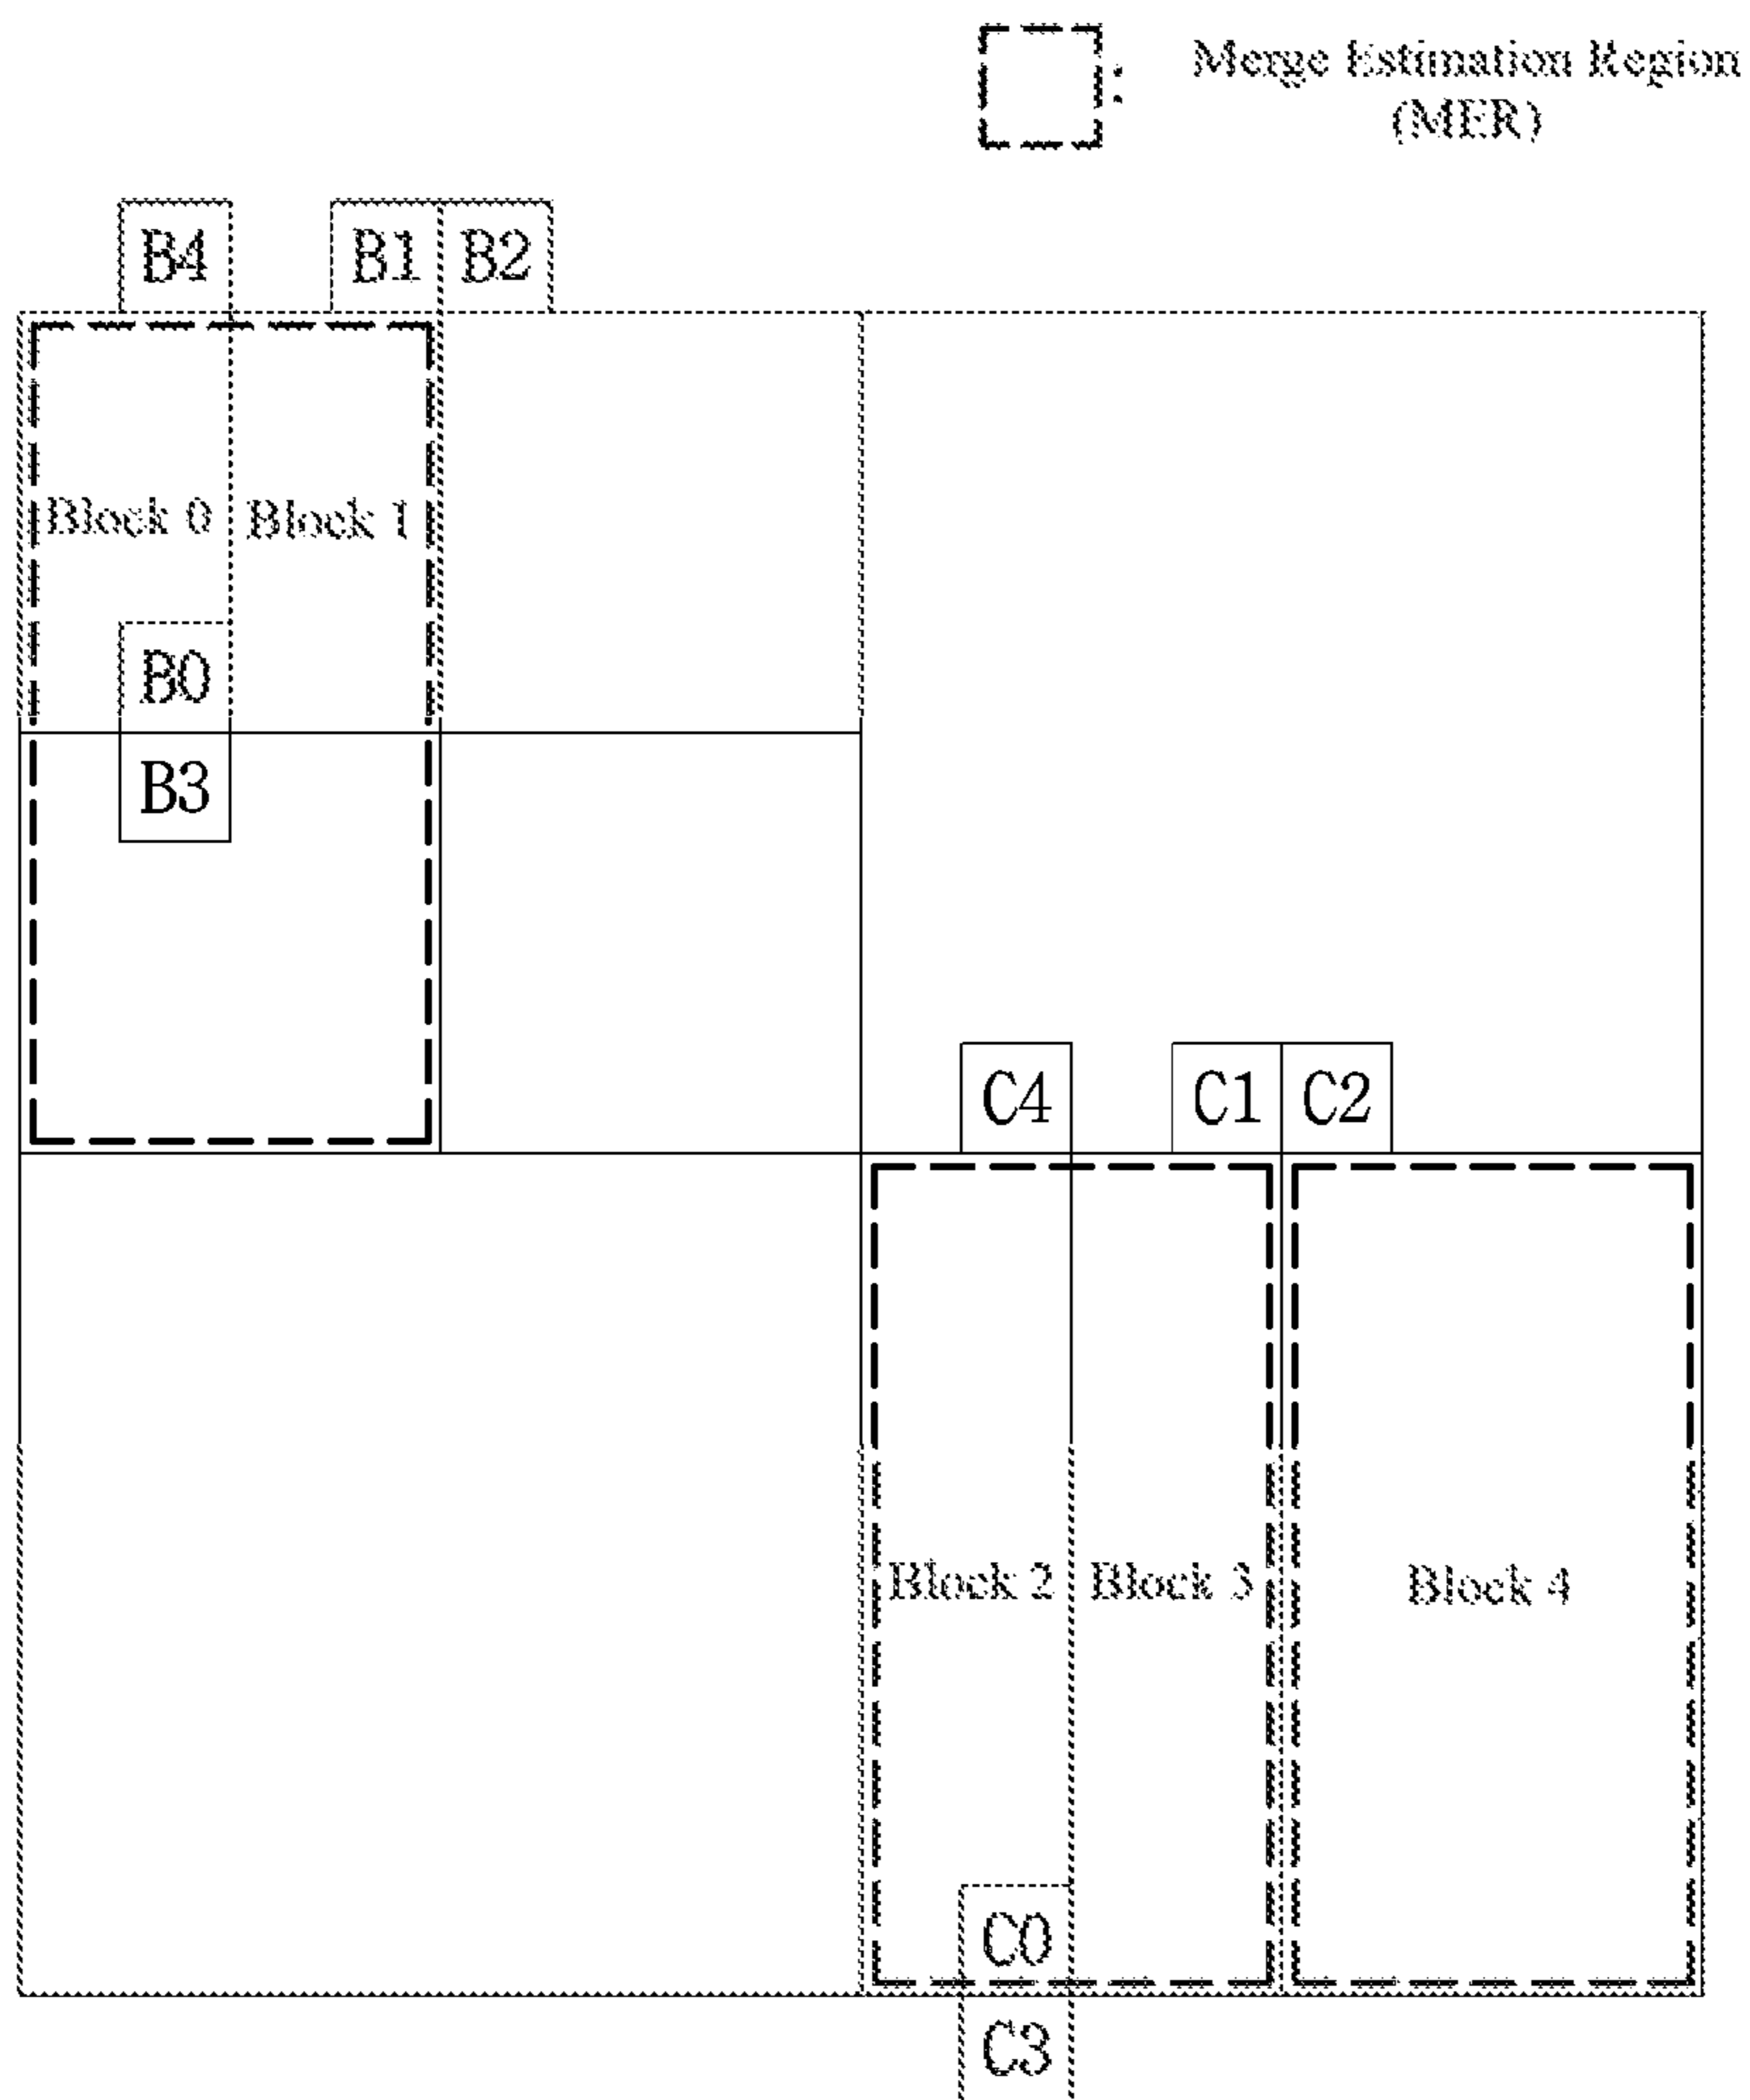 : Merge Estimation Region
(MER)
B4 B1 B2
Block 0 Block 1
B0
B3
C4 C1 C2
Block 2 Block 3 Block 4
C0
C3